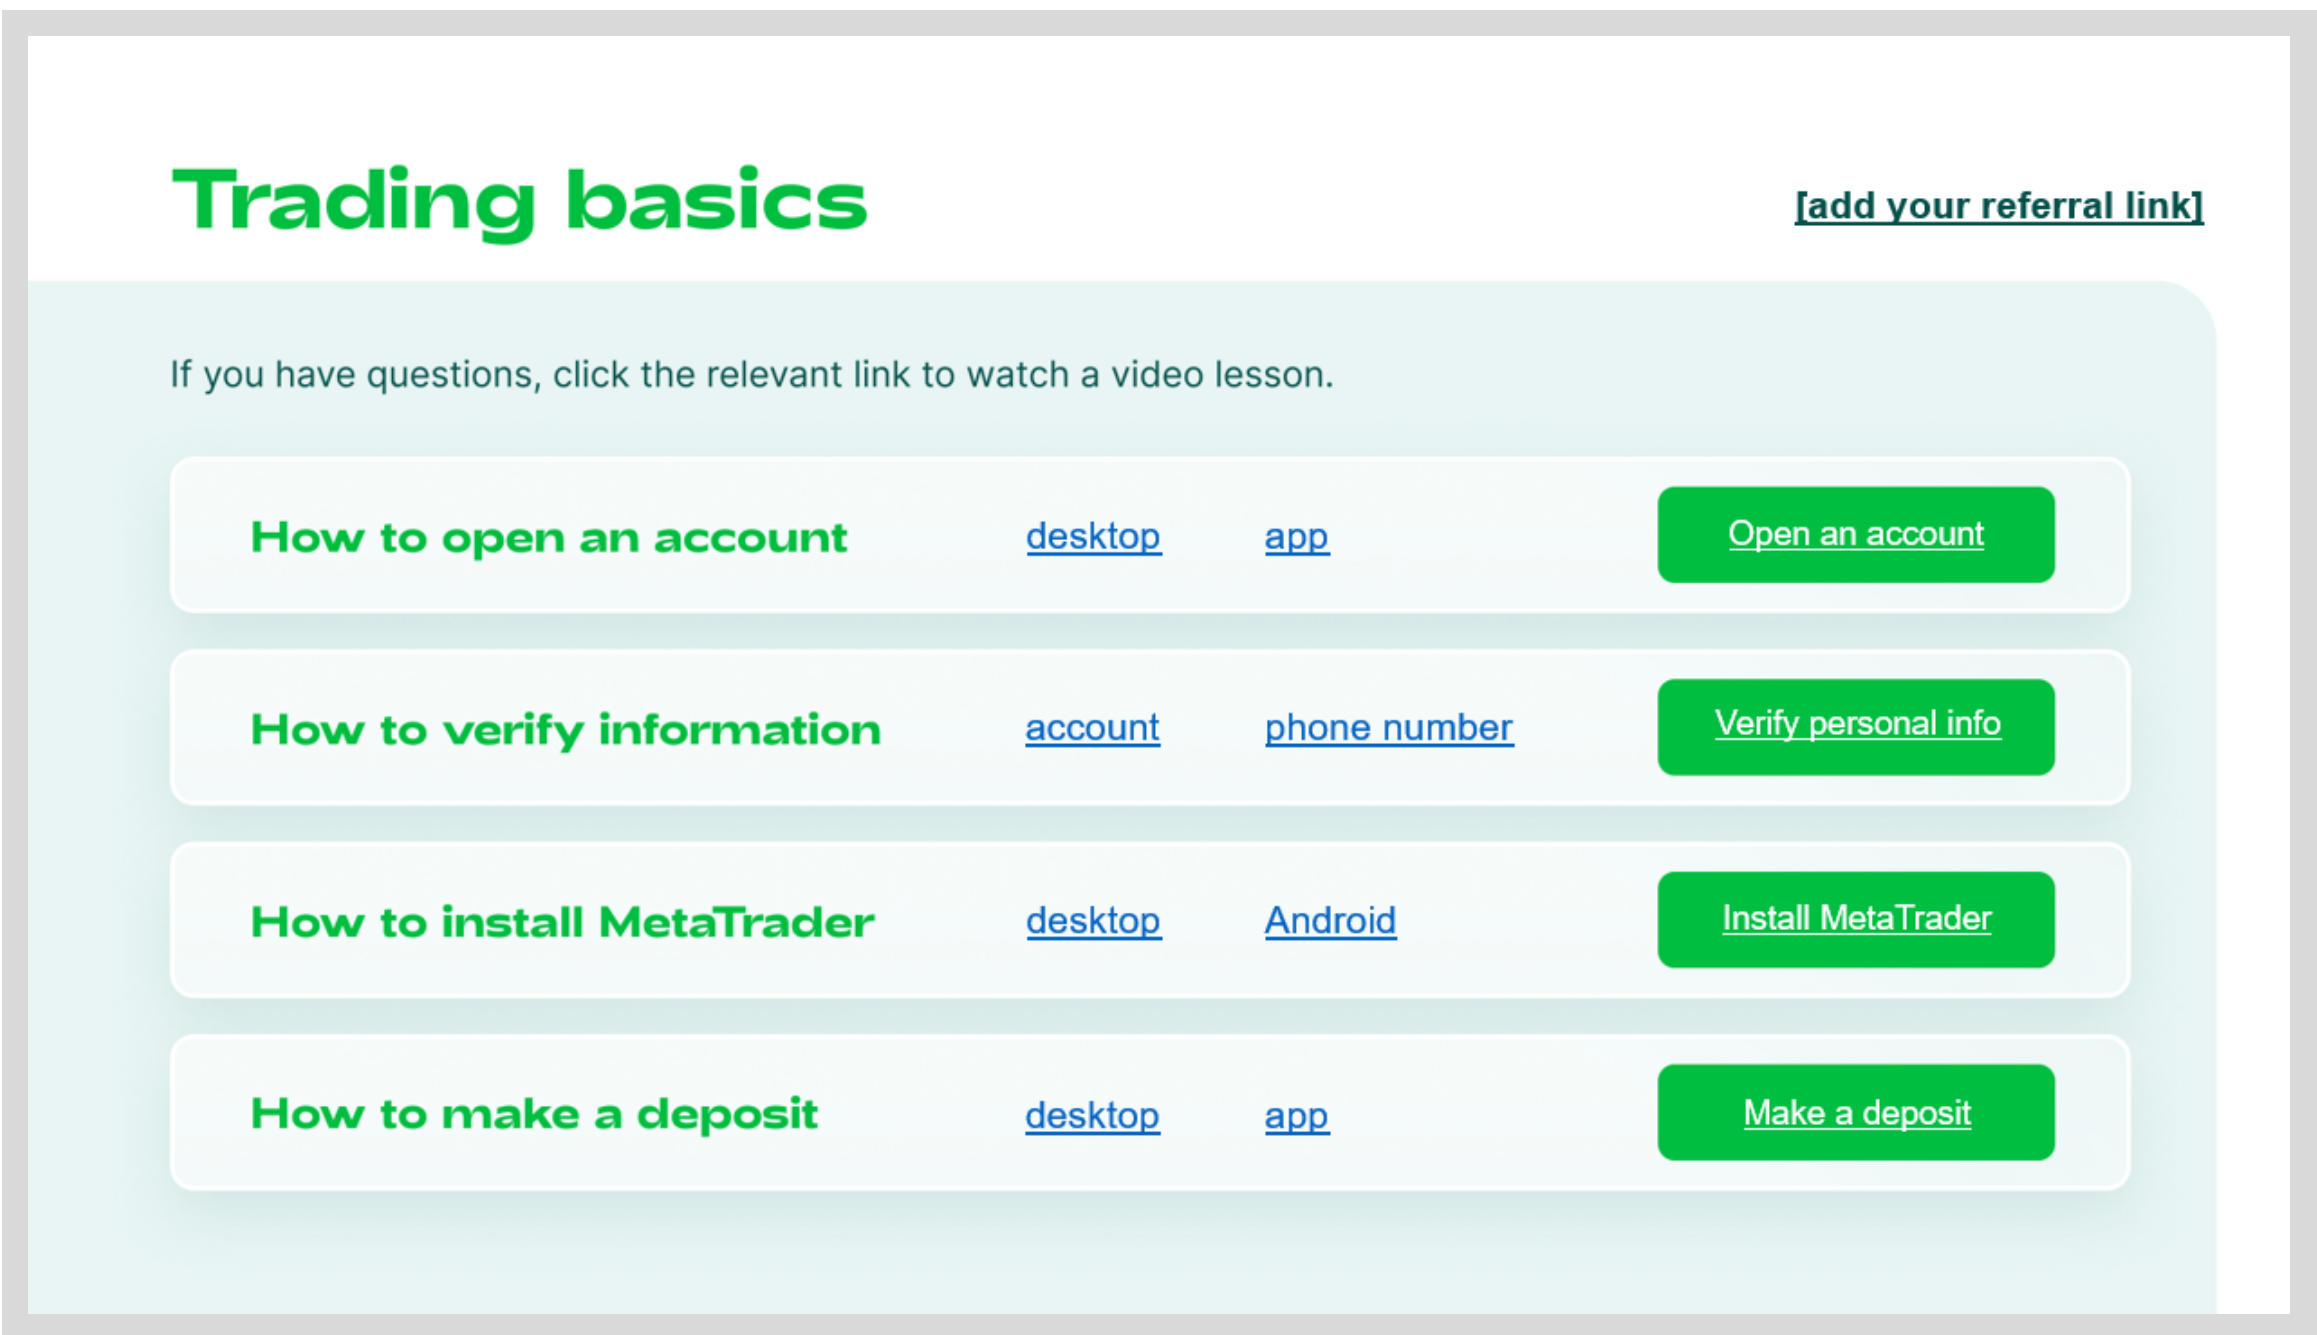 Trading basics
[add your referral link]
If you have questions, click the relevant link to watch a video lesson.
How to open an account desktop app Open an account
How to verify information account phone number Verify personal info
How to install MetaTrader desktop Android Install MetaTrader
How to make a deposit desktop app Make a deposit